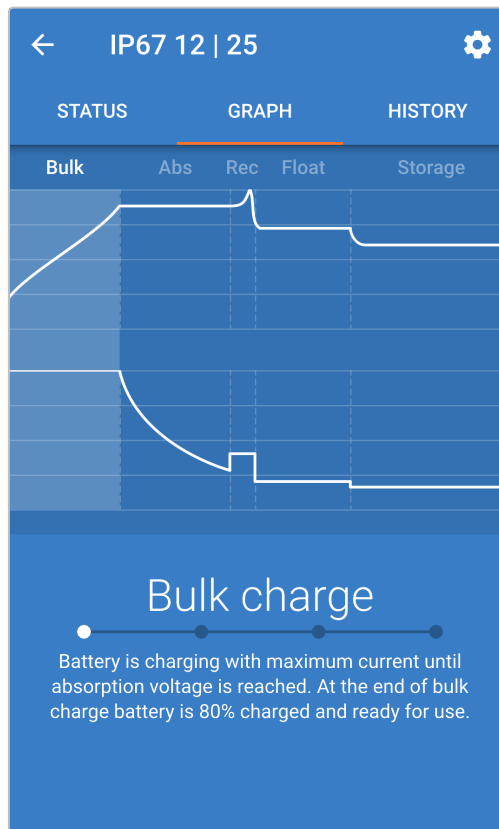 IP67 12 | 25
STATUS GRAPH HISTORY
Bulk Abs Rec Float Storage
Bulk charge
Battery is charging with maximum current until
absorption voltage is reached. At the end of bulk
charge battery is 80% charged and ready for use.